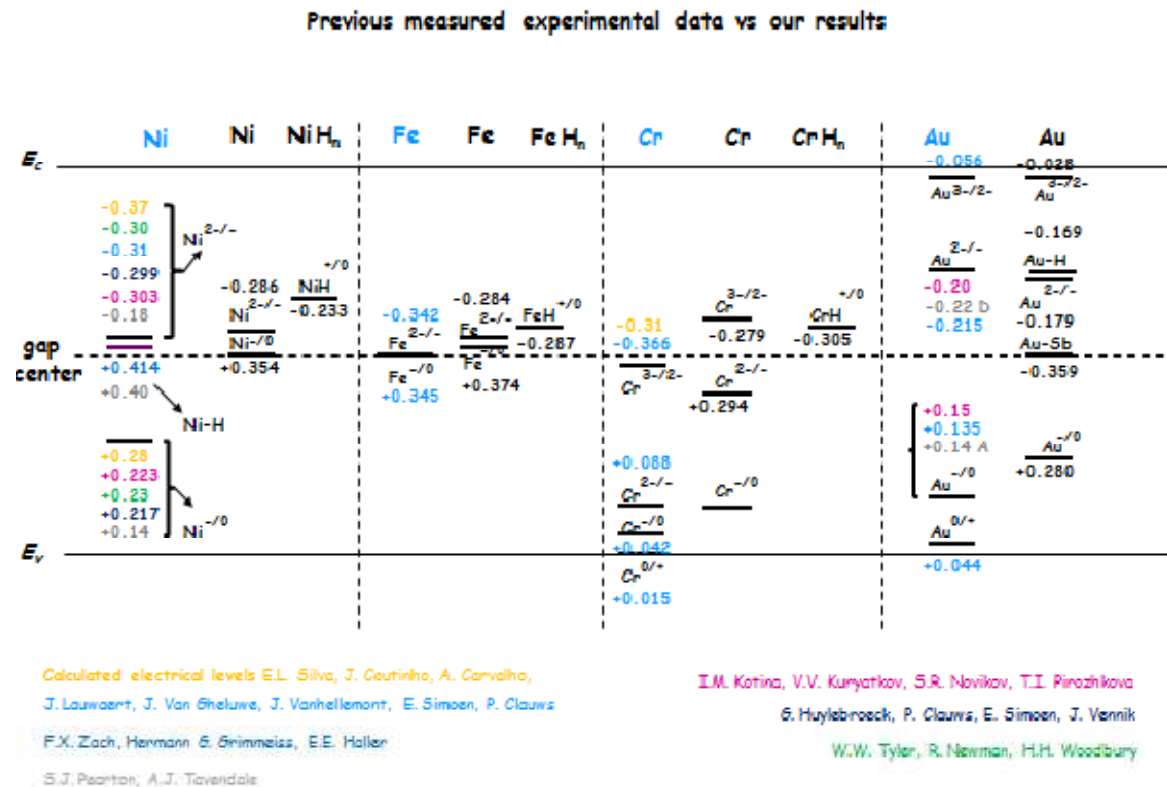 Previous measured experimental data vs our results
Ni Ni NiHn Fe Fe FeHn Cr Cr CrHn Au Au
Ec
-0.056 -0.028
Au3-/2- Au3-/2-
-0.37
-0.30
-0.31
-0.299
-0.303
-0.18
Ni2-/-
-0.286
Ni2-/-
Ni-/0
+0.354
+/0
NiH
-0.233
gap
center
+0.414
+0.40
Ni-H
+0.28
+0.223
+0.23
+0.217
+0.14
Ni-/0
-0.342
Fe2-/-
Fe-/0
+0.345
-0.284
Fe2-/-
Fe-/0
+0.374
+/0
FeH
-0.287
-0.31
-0.366
Cr3-/2-
+0.088
Cr2-/-
Cr-/0
+0.042
Cr0/+
+0.015
Cr3-/2-
-0.279
Cr2-/-
+0.294
Cr-/0
+/0
CrH
-0.305
Au2-/-
-0.20
-0.22 D
-0.215
+0.15
+0.135
+0.14 A
Au-/0
Au0/+
+0.044
-0.169
Au-H
Au2-/-
-0.179
Au-Sb
-0.359
Au-/0
+0.280
Ev
Calculated electrical levels E.L. Silva, J. Coutinho, A. Carvalho,
J. Lauwaert, J. Van Gheluwe, J. Vanhellemont, E. Simoen, P. Clauws
F.X. Zach, Hermann G. Grimmeiss, E.E. Haller
S.J. Pearton, A.J. Tavendale
I.M. Kotina, V.V. Kuryatkov, S.R. Novikov, T.I. Pirozhikova
G. Huylebroeck, P. Clauws, E. Simoen, J. Vennik
W.W. Tyler, R. Newman, H.H. Woodbury